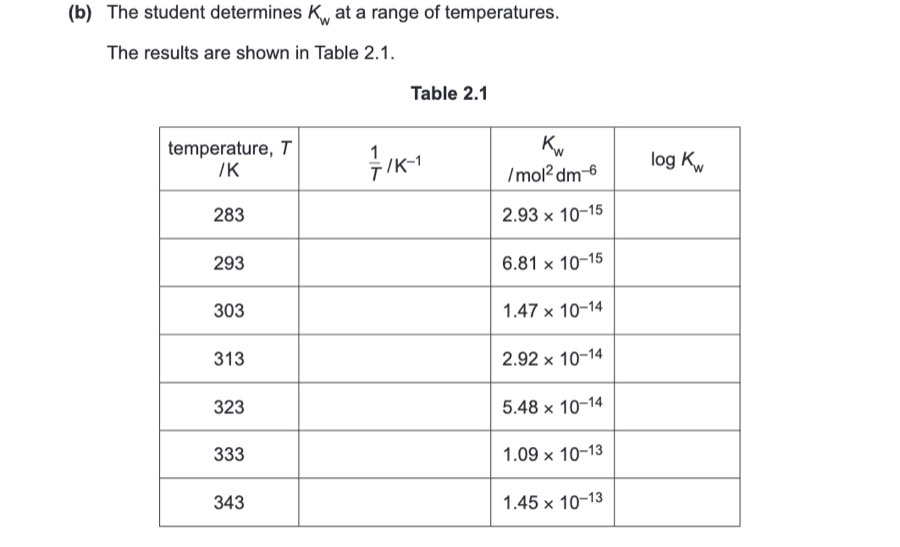 (b) The student determines Kw at a range of temperatures.
The results are shown in Table 2.1.
Table 2.1
temperature, T /K | 1/T /K⁻¹ | Kw /mol² dm⁻⁶ | log Kw
283 | | 2.93 × 10⁻¹⁵ |
293 | | 6.81 × 10⁻¹⁵ |
303 | | 1.47 × 10⁻¹⁴ |
313 | | 2.92 × 10⁻¹⁴ |
323 | | 5.48 × 10⁻¹⁴ |
333 | | 1.09 × 10⁻¹³ |
343 | | 1.45 × 10⁻¹³ |